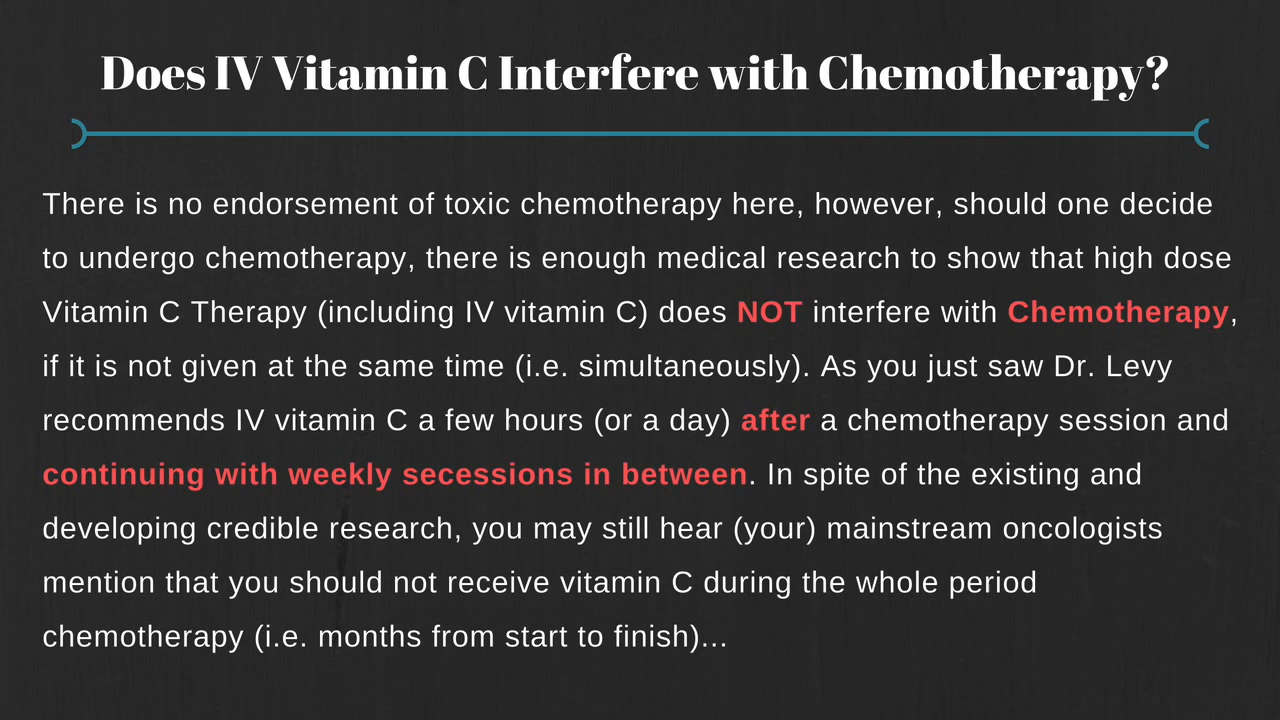 Does IV Vitamin C Interfere with Chemotherapy?
There is no endorsement of toxic chemotherapy here, however, should one decide
to undergo chemotherapy, there is enough medical research to show that high dose
Vitamin C Therapy (including IV vitamin C) does NOT interfere with Chemotherapy,
if it is not given at the same time (i.e. simultaneously). As you just saw Dr. Levy
recommends IV vitamin C a few hours (or a day) after a chemotherapy session and
continuing with weekly secessions in between. In spite of the existing and
developing credible research, you may still hear (your) mainstream oncologists
mention that you should not receive vitamin C during the whole period
chemotherapy (i.e. months from start to finish)...